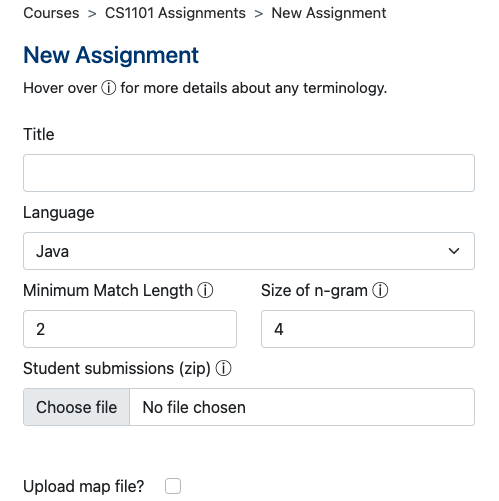 Courses > CS1101 Assignments > New Assignment
New Assignment
Hover over ⓘ for more details about any terminology.
Title
Language
Java
Minimum Match Length ⓘ Size of n-gram ⓘ
2 4
Student submissions (zip) ⓘ
Choose file No file chosen
Upload map file?